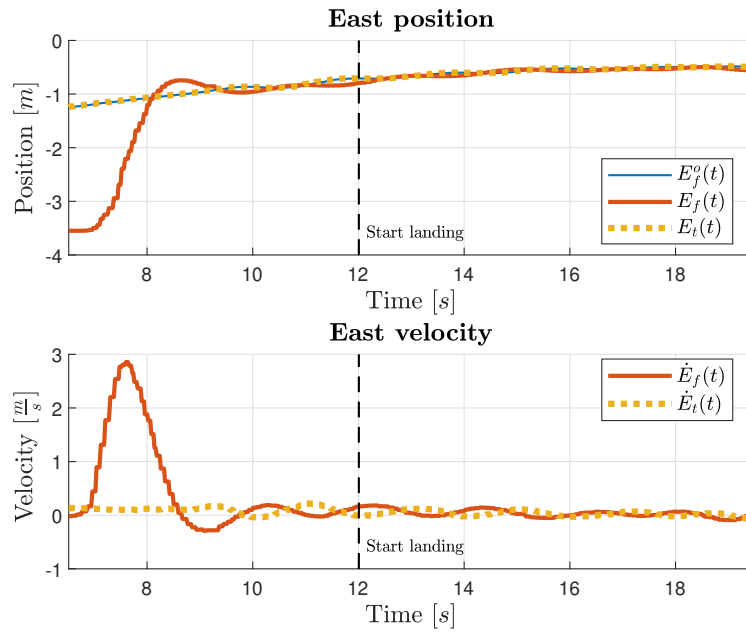 East position
0
-1
-2
-3
-4
Position [m]
E_f^o(t)
E_f(t)
E_t(t)
Start landing
8 10 12 14 16 18
Time [s]
East velocity
3
2
1
0
-1
Velocity [m/s]
Ė_f(t)
Ė_t(t)
Start landing
8 10 12 14 16 18
Time [s]